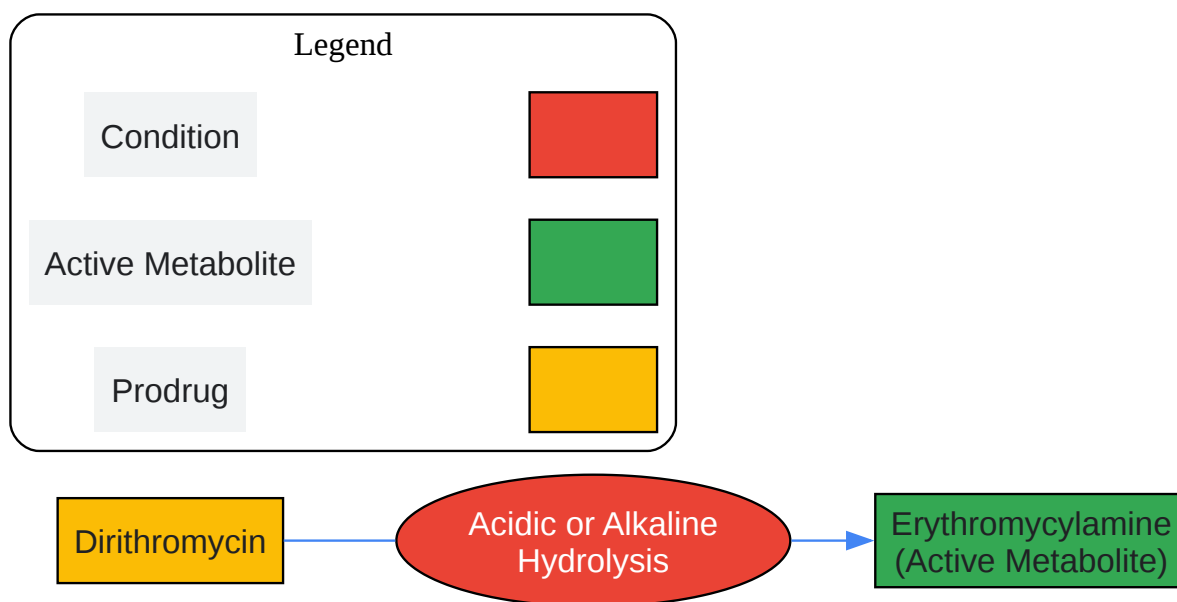 Legend
Condition
Active Metabolite
Prodrug
Dirithromycin
Acidic or Alkaline
Hydrolysis
Erythromycylamine
(Active Metabolite)